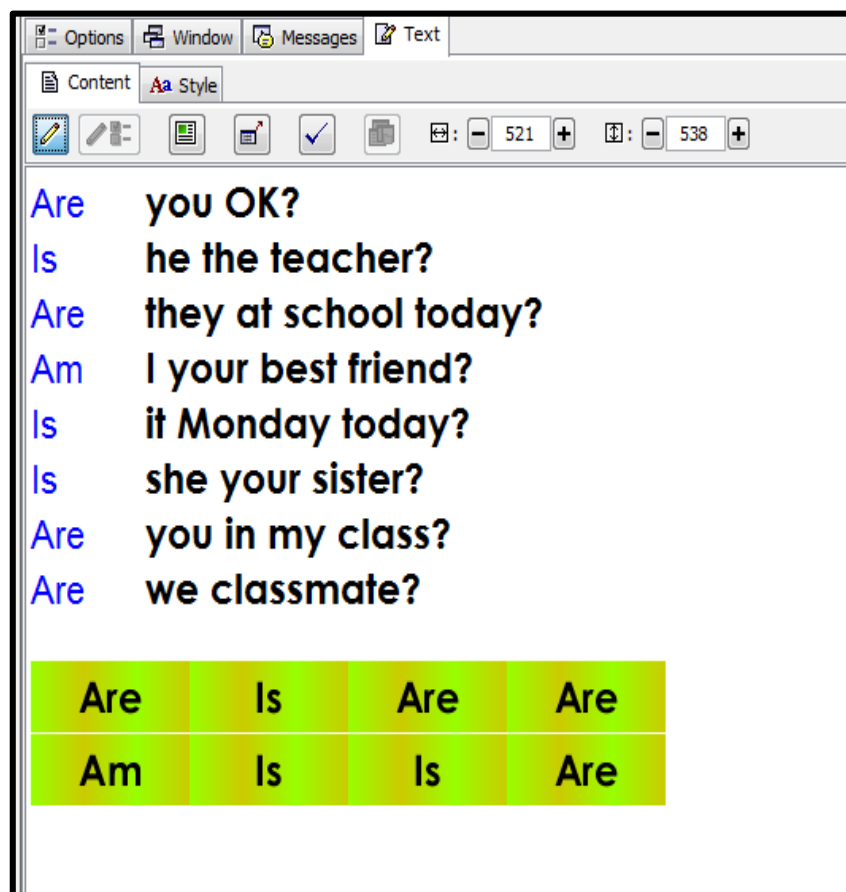 Options Window Messages Text
Content Aa Style
: 521 : 538
Are you OK?
Is he the teacher?
Are they at school today?
Am I your best friend?
Is it Monday today?
Is she your sister?
Are you in my class?
Are we classmate?
Are Is Are Are
Am Is Is Are